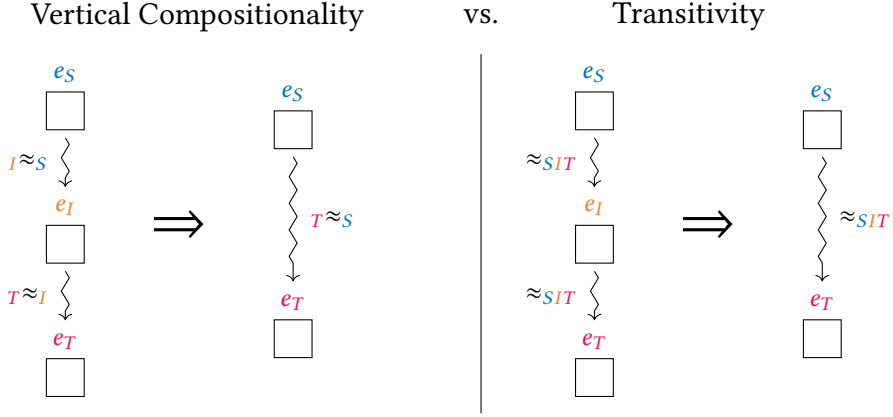 Vertical Compositionality vs. Transitivity
e_S e_S e_S e_S
I≈S ≈SIT
e_I e_I
⇒ T≈S ⇒ ≈SIT
T≈I ≈SIT
e_T e_T e_T e_T